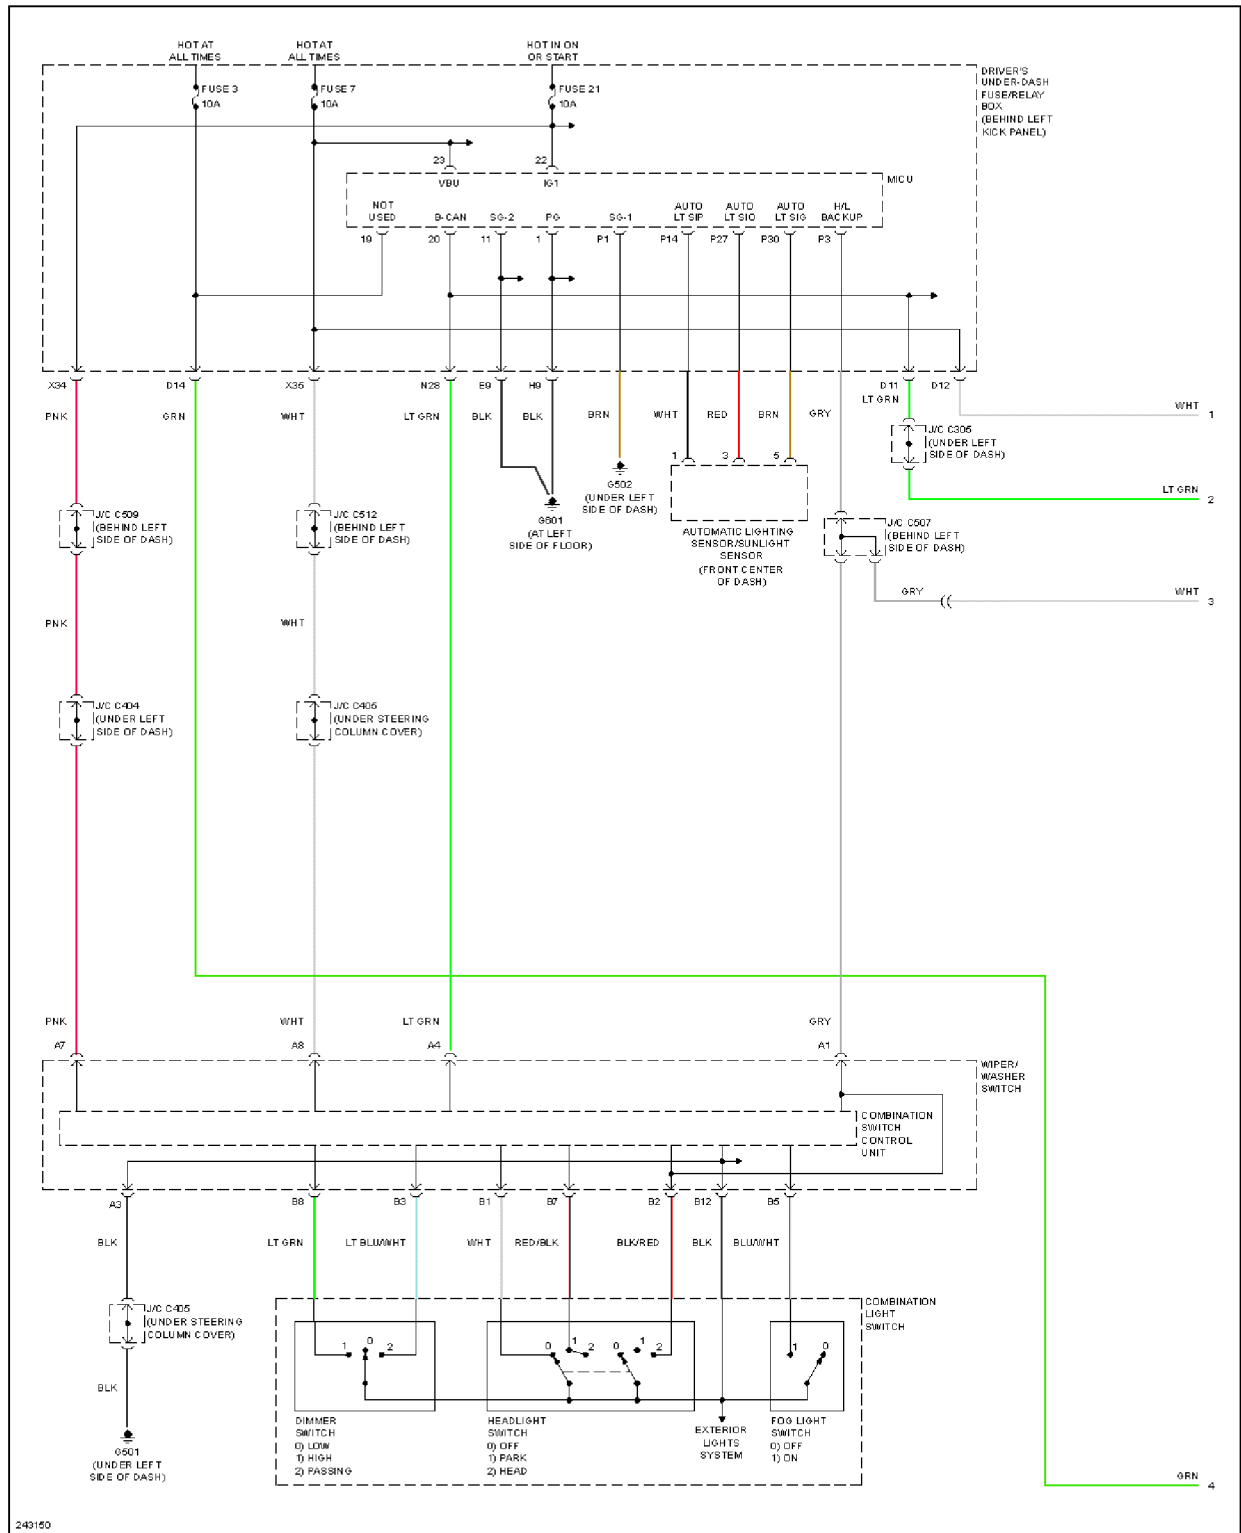 HOT AT
ALL TIMES
HOT AT
ALL TIMES
HOT IN ON
OR START
FUSE 3
10A
FUSE 7
10A
FUSE 21
10A
DRIVER'S
UNDER-DASH
FUSE/RELAY
BOX
(BEHIND LEFT
KICK PANEL)
23
22
VBU
IG1
MICU
NOT
USED
B-CAN
SG-2
PG
SG-1
AUTO
LT SIP
AUTO
LT SIO
AUTO
LT SIG
H/L
BACKUP
19
20
11
1
P1
P14
P27
P30
P3
X34
D14
X35
N28
E9
H9
D11
D12
PNK
GRN
WHT
LT GRN
BLK
BLK
BRN
WHT
RED
BRN
GRY
LT GRN
WHT
1
J/C C305
(UNDER LEFT
SIDE OF DASH)
1
3
5
G502
(UNDER LEFT
SIDE OF DASH)
LT GRN
2
J/C C509
(BEHIND LEFT
SIDE OF DASH)
J/C C512
(BEHIND LEFT
SIDE OF DASH)
G601
(AT LEFT
SIDE OF FLOOR)
AUTOMATIC LIGHTING
SENSOR/SUNLIGHT
SENSOR
(FRONT CENTER
OF DASH)
J/C C507
(BEHIND LEFT
SIDE OF DASH)
GRY
WHT
3
PNK
WHT
J/C C404
(UNDER LEFT
SIDE OF DASH)
J/C C405
(UNDER STEERING
COLUMN COVER)
PNK
WHT
LT GRN
GRY
A7
A8
A4
A1
WIPER/
WASHER
SWITCH
COMBINATION
SWITCH
CONTROL
UNIT
A3
B8
B3
B1
B7
B2
B12
B5
BLK
LT GRN
LT BLU/WHT
WHT
RED/BLK
BLK/RED
BLK
BLU/WHT
J/C C405
(UNDER STEERING
COLUMN COVER)
COMBINATION
LIGHT
SWITCH
1
0
2
0
1
2
0
1
2
1
0
BLK
G501
(UNDER LEFT
SIDE OF DASH)
DIMMER
SWITCH
0) LOW
1) HIGH
2) PASSING
HEADLIGHT
SWITCH
0) OFF
1) PARK
2) HEAD
EXTERIOR
LIGHTS
SYSTEM
FOG LIGHT
SWITCH
0) OFF
1) ON
GRN
4
243150